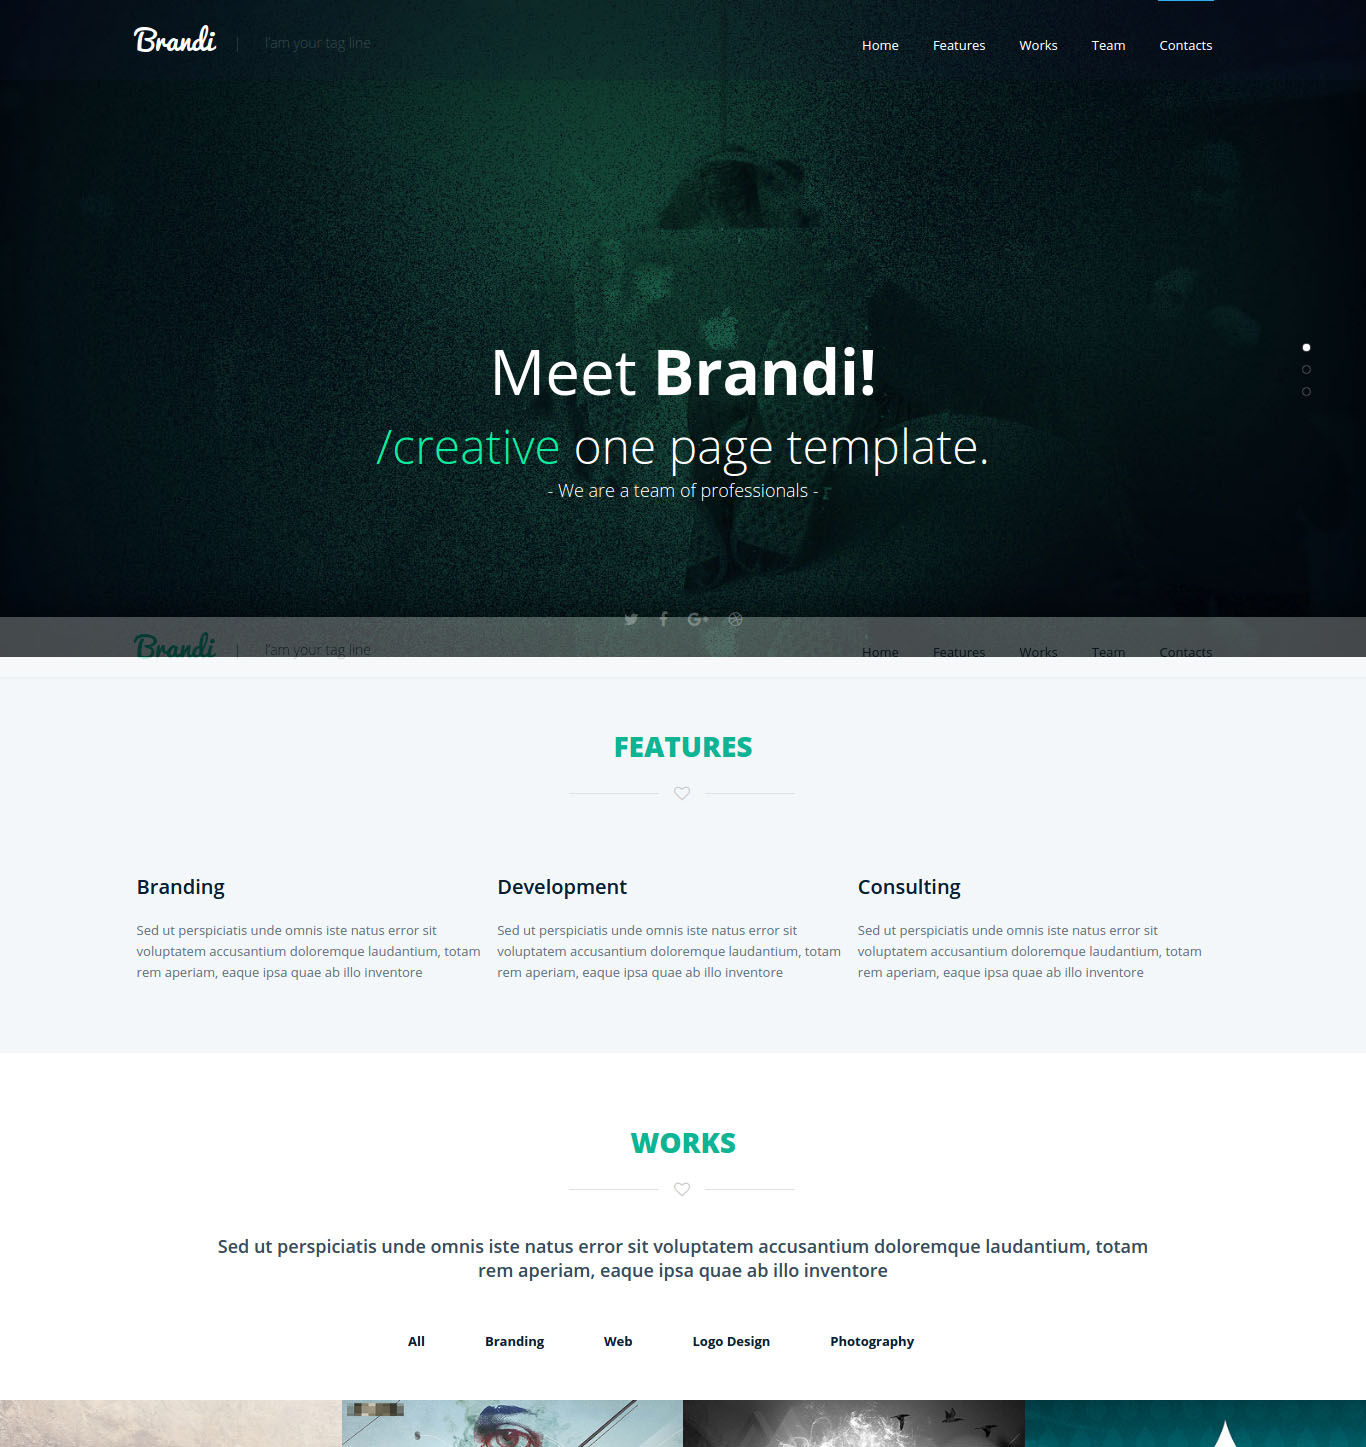 Brandi | I'am your tag line Home Features Works Team Contacts
Meet Brandi!
/creative one page template.
- We are a team of professionals -
Brandi | I'am your tag line Home Features Works Team Contacts
FEATURES
Branding
Sed ut perspiciatis unde omnis iste natus error sit
voluptatem accusantium doloremque laudantium, totam
rem aperiam, eaque ipsa quae ab illo inventore
Development
Sed ut perspiciatis unde omnis iste natus error sit
voluptatem accusantium doloremque laudantium, totam
rem aperiam, eaque ipsa quae ab illo inventore
Consulting
Sed ut perspiciatis unde omnis iste natus error sit
voluptatem accusantium doloremque laudantium, totam
rem aperiam, eaque ipsa quae ab illo inventore
WORKS
Sed ut perspiciatis unde omnis iste natus error sit voluptatem accusantium doloremque laudantium, totam
rem aperiam, eaque ipsa quae ab illo inventore
All Branding Web Logo Design Photography